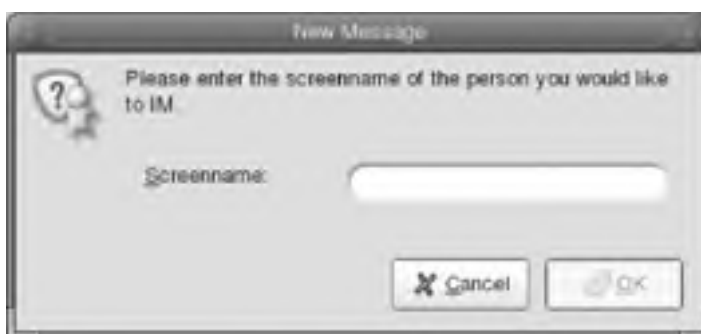 New Message
Please enter the screenname of the person you would like
to IM.
Screenname:
Cancel OK